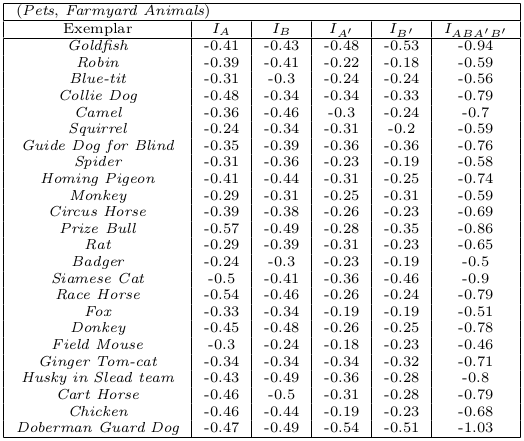 (Pets, Farmyard Animals)
Exemplar I_A I_B I_A′ I_B′ I_ABA′B′
Goldfish -0.41 -0.43 -0.48 -0.53 -0.94
Robin -0.39 -0.41 -0.22 -0.18 -0.59
Blue-tit -0.31 -0.3 -0.24 -0.24 -0.56
Collie Dog -0.48 -0.34 -0.34 -0.33 -0.79
Camel -0.36 -0.46 -0.3 -0.24 -0.7
Squirrel -0.24 -0.34 -0.31 -0.2 -0.59
Guide Dog for Blind -0.35 -0.39 -0.36 -0.36 -0.76
Spider -0.31 -0.36 -0.23 -0.19 -0.58
Homing Pigeon -0.41 -0.44 -0.31 -0.25 -0.74
Monkey -0.29 -0.31 -0.25 -0.31 -0.59
Circus Horse -0.39 -0.38 -0.26 -0.23 -0.69
Prize Bull -0.57 -0.49 -0.28 -0.35 -0.86
Rat -0.29 -0.39 -0.31 -0.23 -0.65
Badger -0.24 -0.3 -0.23 -0.19 -0.5
Siamese Cat -0.5 -0.41 -0.36 -0.46 -0.9
Race Horse -0.54 -0.46 -0.26 -0.24 -0.79
Fox -0.33 -0.34 -0.19 -0.19 -0.51
Donkey -0.45 -0.48 -0.26 -0.25 -0.78
Field Mouse -0.3 -0.24 -0.18 -0.23 -0.46
Ginger Tom-cat -0.34 -0.34 -0.34 -0.32 -0.71
Husky in Slead team -0.43 -0.49 -0.36 -0.28 -0.8
Cart Horse -0.46 -0.5 -0.31 -0.28 -0.79
Chicken -0.46 -0.44 -0.19 -0.23 -0.68
Doberman Guard Dog -0.47 -0.49 -0.54 -0.51 -1.03